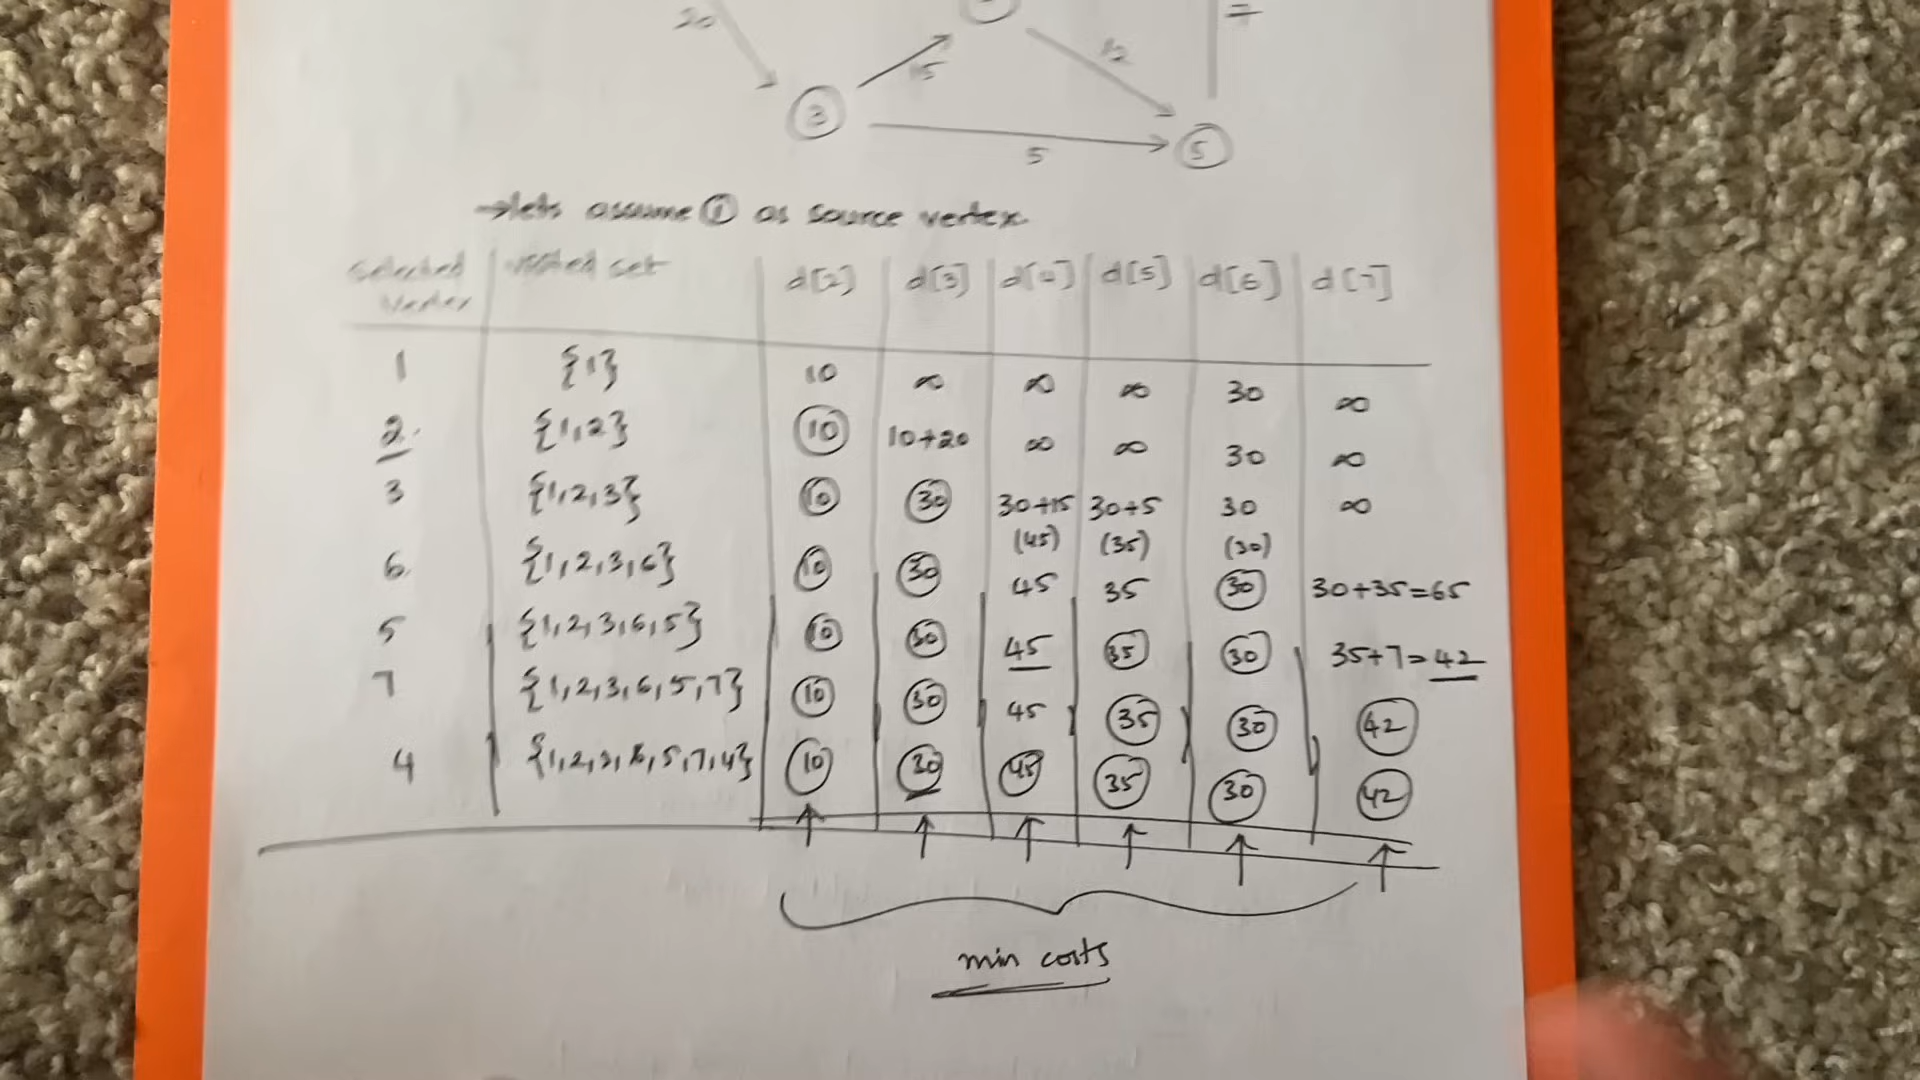 20
15
12
7
3
5
5
→lets assume ① as source vertex.
selected vertex | visited set | d[2] | d[3] | d[4] | d[5] | d[6] | d[7]
1 {1} 10 ∞ ∞ ∞ 30 ∞
2. {1,2} 10 10+20 ∞ ∞ 30 ∞
3 {1,2,3} 10 30 30+15 30+5 30 ∞
(45) (35) (30)
6. {1,2,3,6} 10 30 45 35 30 30+35=65
5 {1,2,3,6,5} 10 30 45 35 30 35+7=42
7 {1,2,3,6,5,7} 10 30 45 35 30 42
4 {1,2,3,6,5,7,4} 10 30 45 35 30 42
min costs